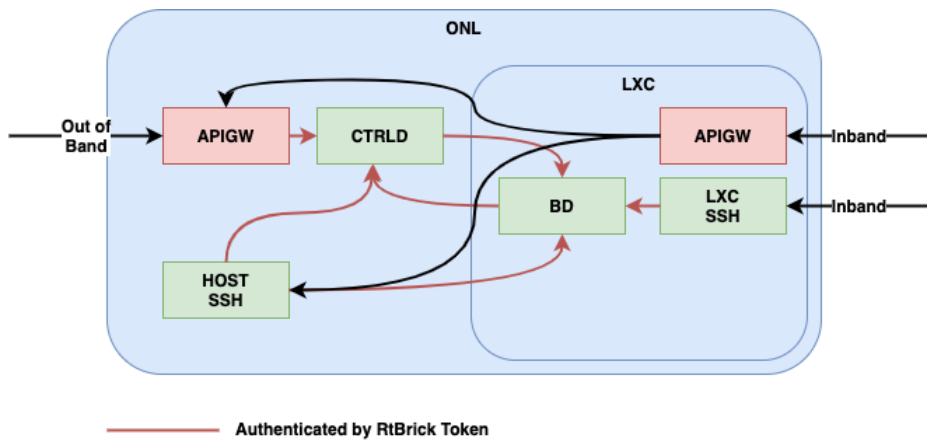 ONL
LXC
Out of
Band
APIGW
CTRLD
APIGW
Inband
BD
LXC
SSH
Inband
HOST
SSH
Authenticated by RtBrick Token